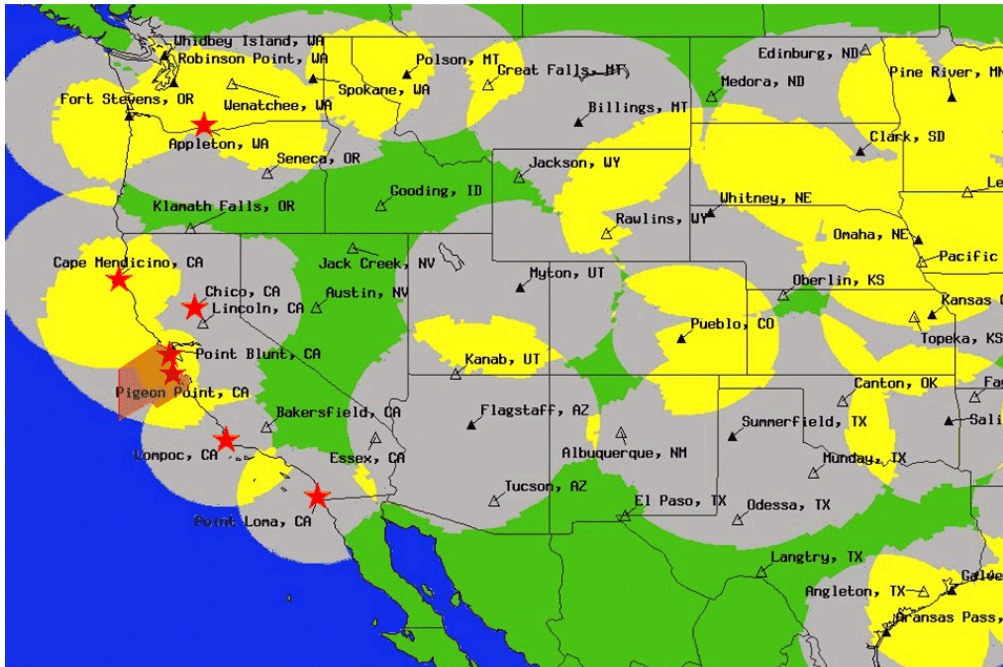 Whidbey Island, WA
Robinson Point, WA
Polson, MT
Great Falls, MT
Edinburg, ND
Fort Stevens, OR
Wenatchee, WA
Spokane, WA
Medora, ND
Pine River, MN
Billings, MT
Appleton, WA
Clark, SD
Seneca, OR
Jackson, WY
Gooding, ID
Whitney, NE
Klamath Falls, OR
Rawlins, WY
Omaha, NE
Cape Mendicino, CA
Jack Creek, NV
Pacific
Myton, UT
Oberlin, KS
Chico, CA
Austin, NV
Lincoln, CA
Kansas
Pueblo, CO
Topeka, KS
Point Blunt, CA
Kanab, UT
Pigeon Point, CA
Canton, OK
Bakersfield, CA
Flagstaff, AZ
Summerfield, TX
Sali
Lompoc, CA
Essex, CA
Albuquerque, NM
Munday, TX
Tucson, AZ
El Paso, TX
Odessa, TX
Point Loma, CA
Langtry, TX
Angleton, TX
Aransas Pass,